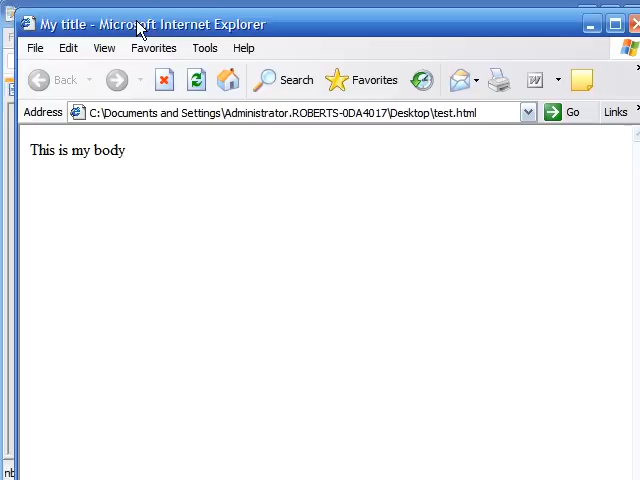 My title - Microsoft Internet Explorer
File Edit View Favorites Tools Help
Back Search Favorites W
Address C:\Documents and Settings\Administrator.ROBERTS-0DA4017\Desktop\test.html Go Links
This is my body